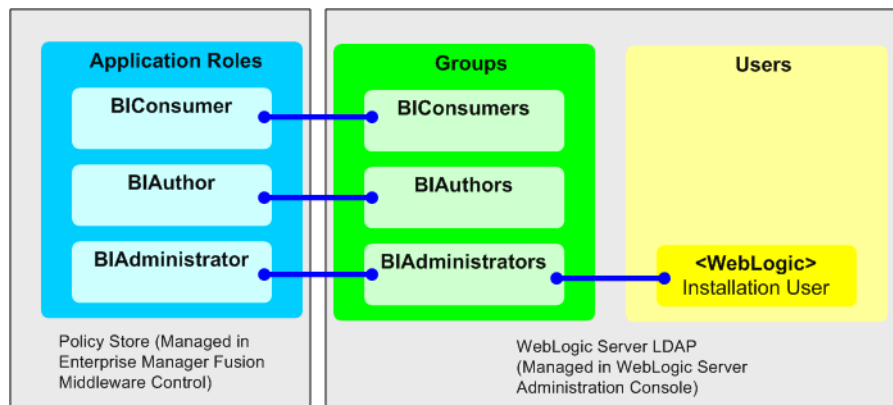 Application Roles
BIConsumer
BIAuthor
BIAdministrator
Policy Store (Managed in
Enterprise Manager Fusion
Middleware Control)
Groups
BIConsumers
BIAuthors
BIAdministrators
Users
<WebLogic>
Installation User
WebLogic Server LDAP
(Managed in WebLogic Server
Administration Console)